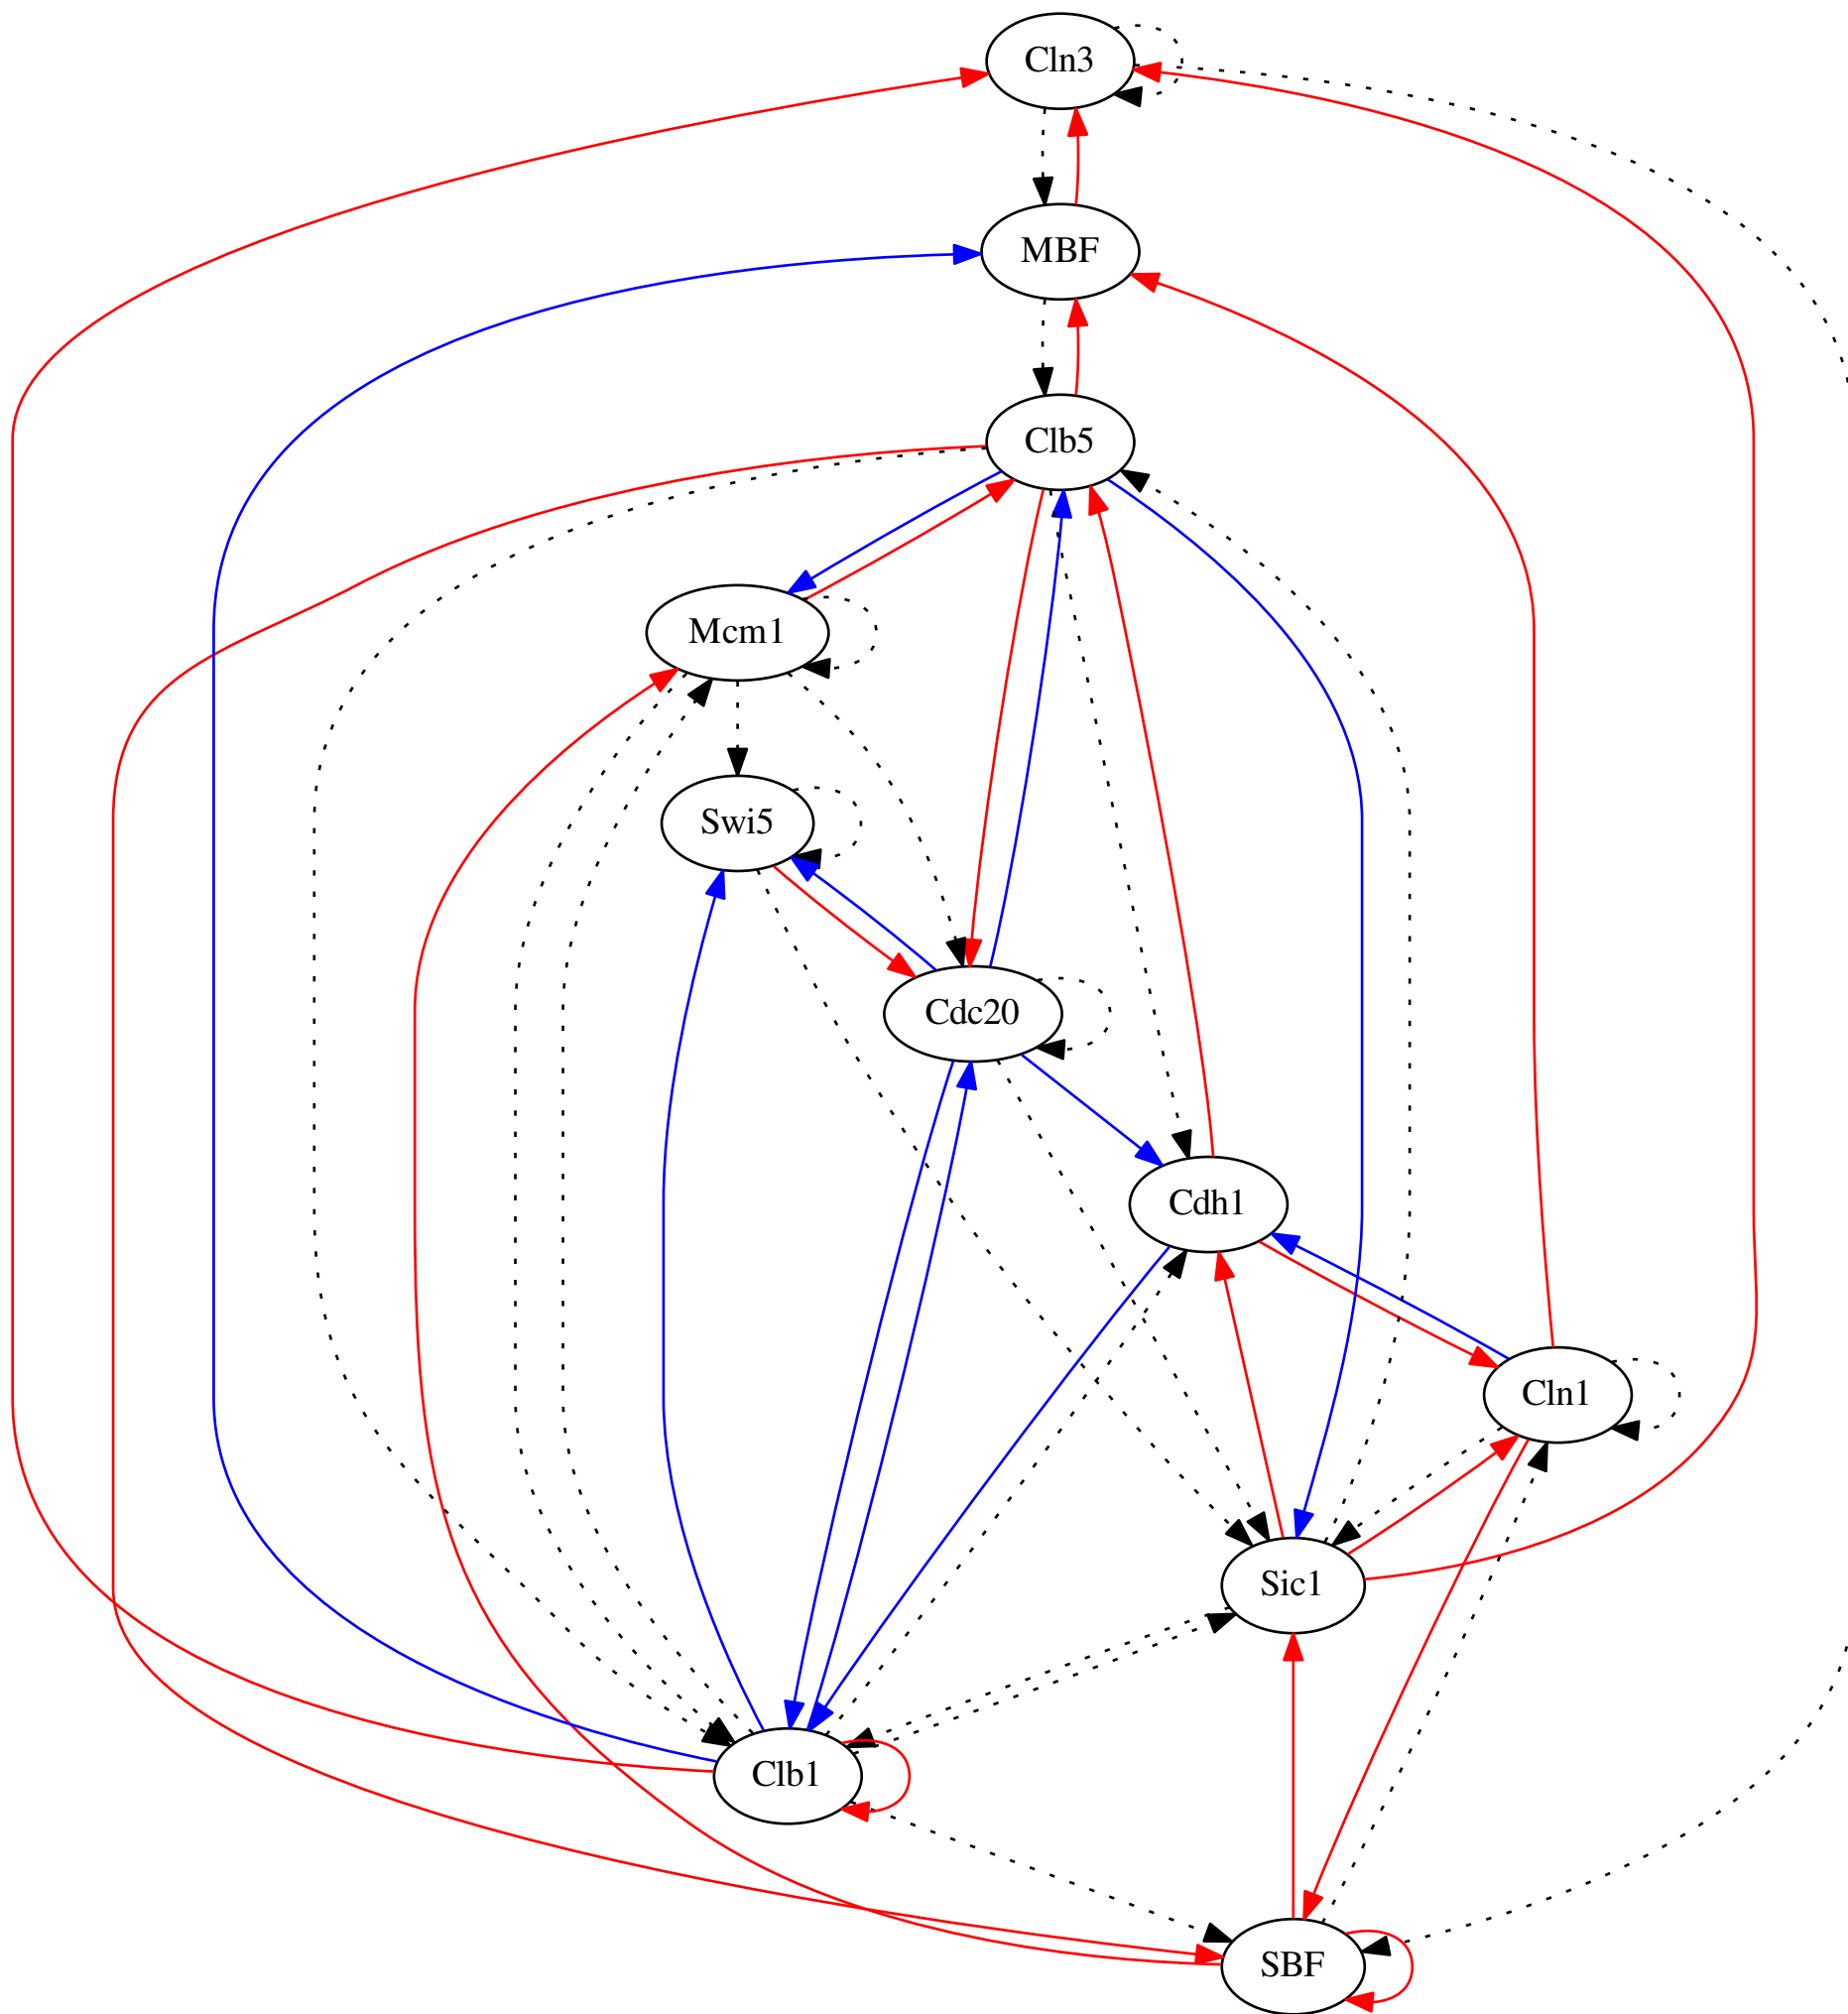 Cln3
MBF
Clb5
Mcm1
Swi5
Cdc20
Cdh1
Cln1
Sic1
Clb1
SBF